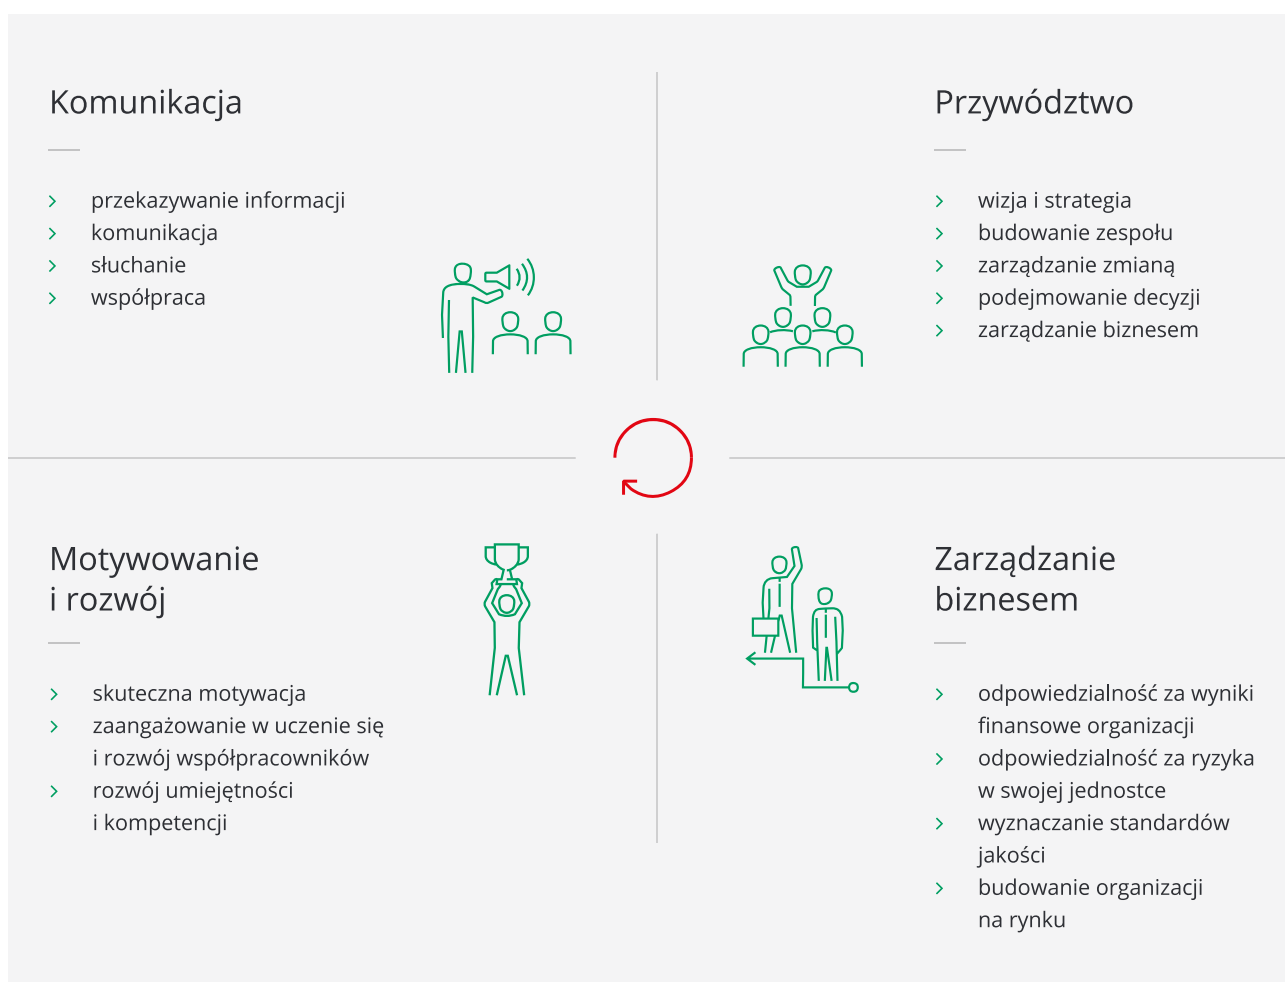 Komunikacja
przekazywanie informacji
komunikacja
słuchanie
współpraca
Przywództwo
wizja i strategia
budowanie zespołu
zarządzanie zmianą
podejmowanie decyzji
zarządzanie biznesem
Motywowanie
i rozwój
skuteczna motywacja
zaangażowanie w uczenie się
i rozwój współpracowników
rozwój umiejętności
i kompetencji
Zarządzanie
biznesem
odpowiedzialność za wyniki
finansowe organizacji
odpowiedzialność za ryzyka
w swojej jednostce
wyznaczanie standardów
jakości
budowanie organizacji
na rynku